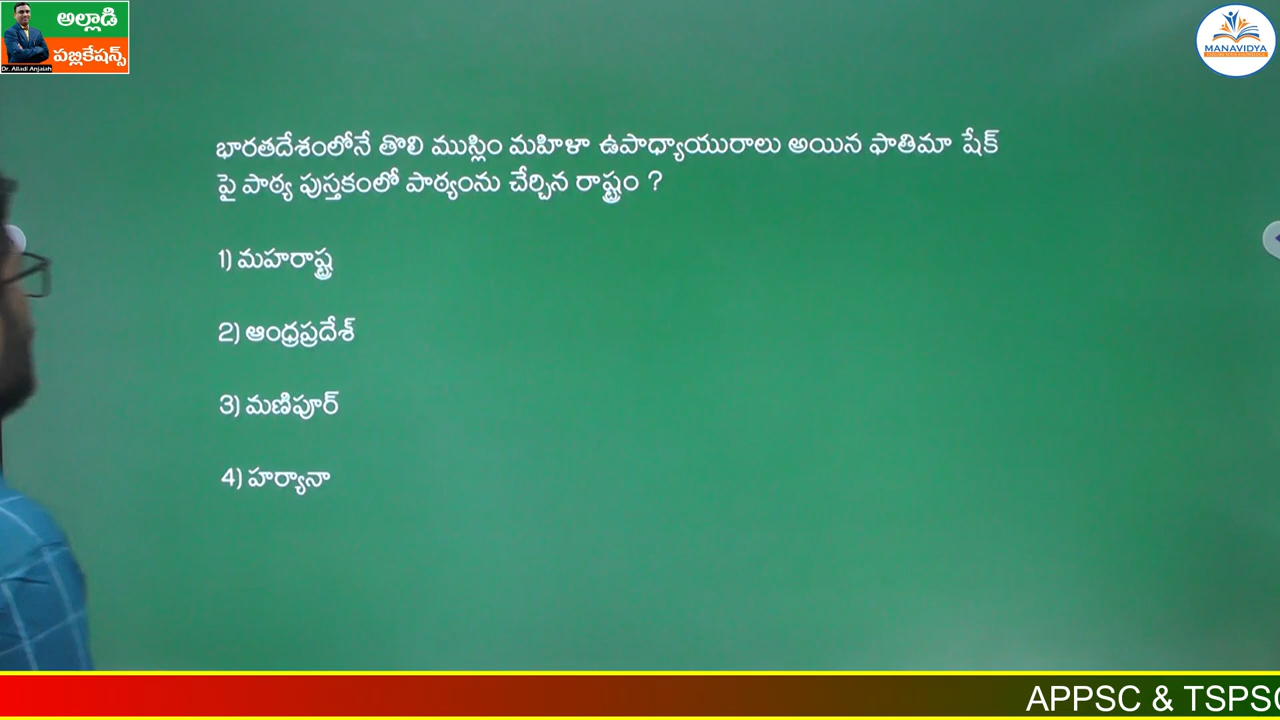 అల్లాడి
పబ్లికేషన్స్
Dr. Alladi Anjaiah
MANAVIDYA
భారతదేశంలోనే తొలి ముస్లిం మహిళా ఉపాధ్యాయురాలు అయిన ఫాతిమా షేక్
పై పాఠ్య పుస్తకంలో పాఠ్యంను చేర్చిన రాష్ట్రం ?
1) మహరాష్ట్ర
2) ఆంధ్రప్రదేశ్
3) మణిపూర్
4) హర్యానా
APPSC & TSPSC